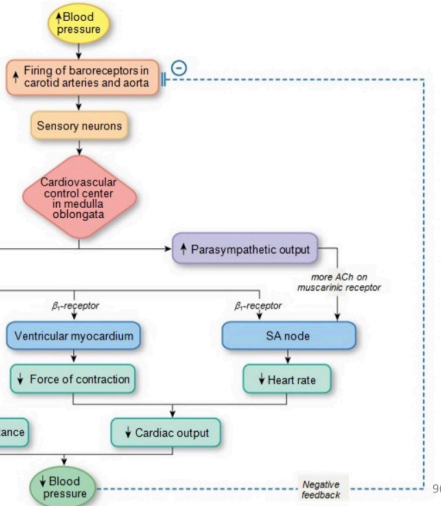 ↑Blood
pressure
↑ Firing of baroreceptors in
carotid arteries and aorta
Sensory neurons
Cardiovascular
control center
in medulla
oblongata
↑ Parasympathetic output
more ACh on
muscarinic receptor
β₁-receptor
β₁-receptor
Ventricular myocardium
SA node
↓ Force of contraction
↓ Heart rate
tance
↓ Cardiac output
↓ Blood
pressure
Negative
feedback